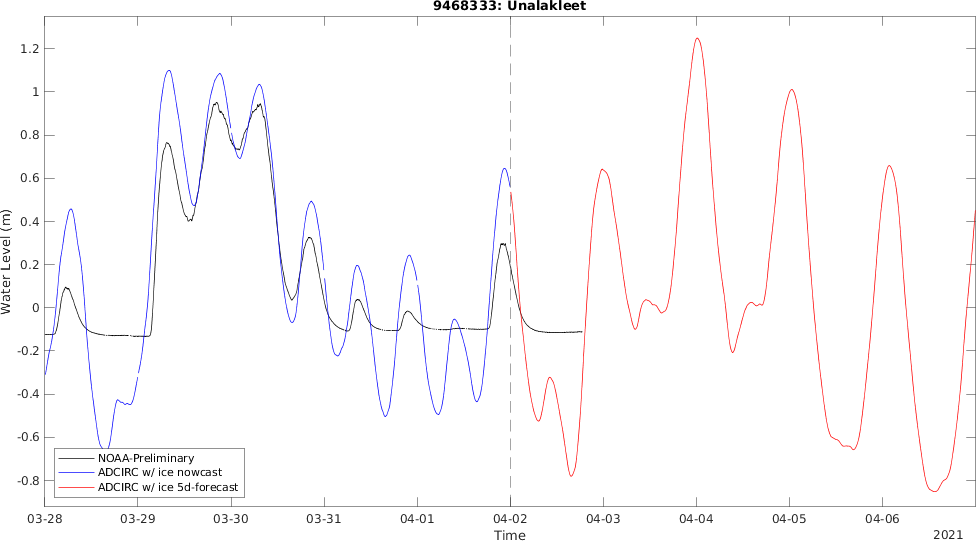 9468333: Unalakleet
1.2
1
0.8
0.6
0.4
0.2
0
-0.2
-0.4
-0.6
-0.8
Water Level (m)
NOAA-Preliminary
ADCIRC w/ ice nowcast
ADCIRC w/ ice 5d-forecast
03-28 03-29 03-30 03-31 04-01 04-02 04-03 04-04 04-05 04-06
Time
2021